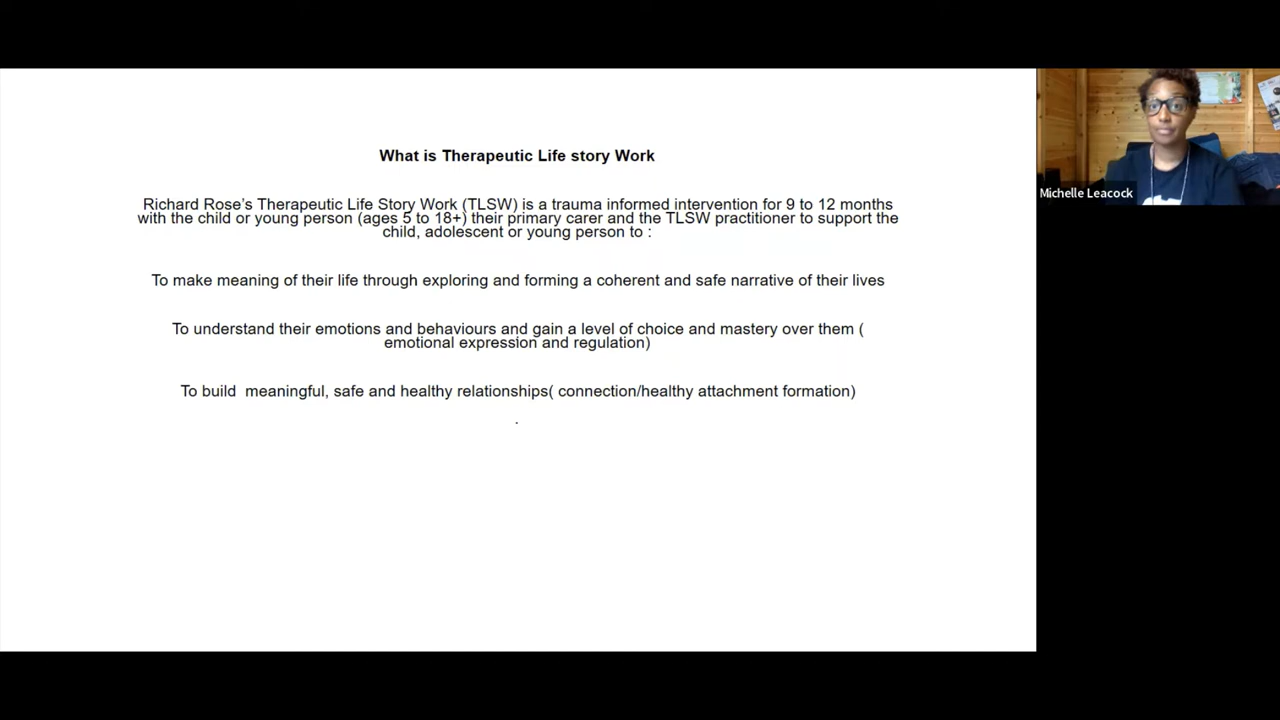 What is Therapeutic Life story Work
Richard Rose's Therapeutic Life Story Work (TLSW) is a trauma informed intervention for 9 to 12 months
with the child or young person (ages 5 to 18+) their primary carer and the TLSW practitioner to support the
child, adolescent or young person to :
To make meaning of their life through exploring and forming a coherent and safe narrative of their lives
To understand their emotions and behaviours and gain a level of choice and mastery over them (
emotional expression and regulation)
To build  meaningful, safe and healthy relationships( connection/healthy attachment formation)
.
Michelle Leacock